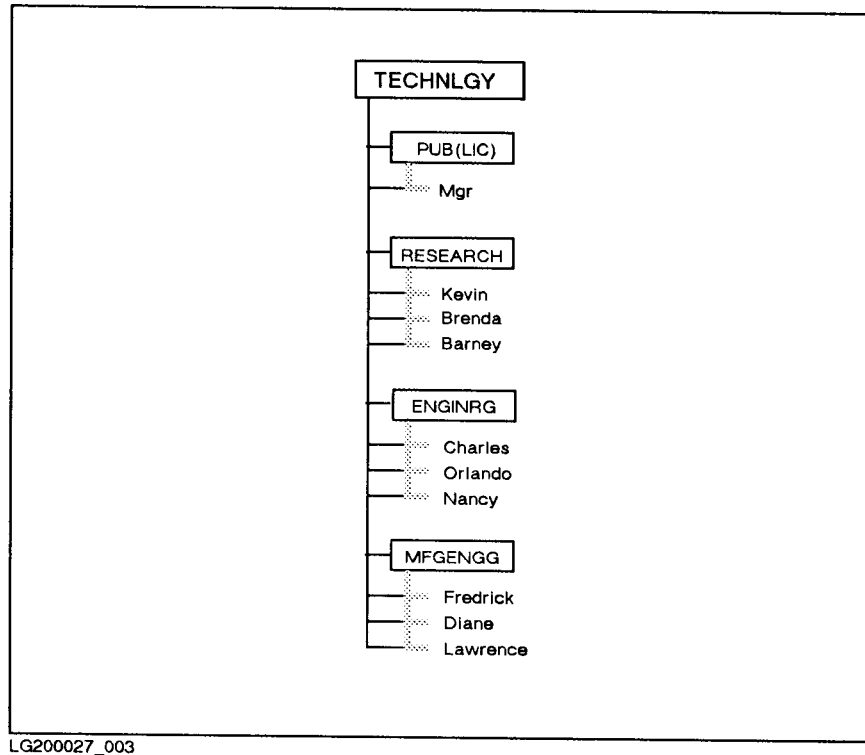 TECHNLGY
PUB(LIC)
Mgr
RESEARCH
Kevin
Brenda
Barney
ENGINRG
Charles
Orlando
Nancy
MFGENGG
Fredrick
Diane
Lawrence
LG200027_003